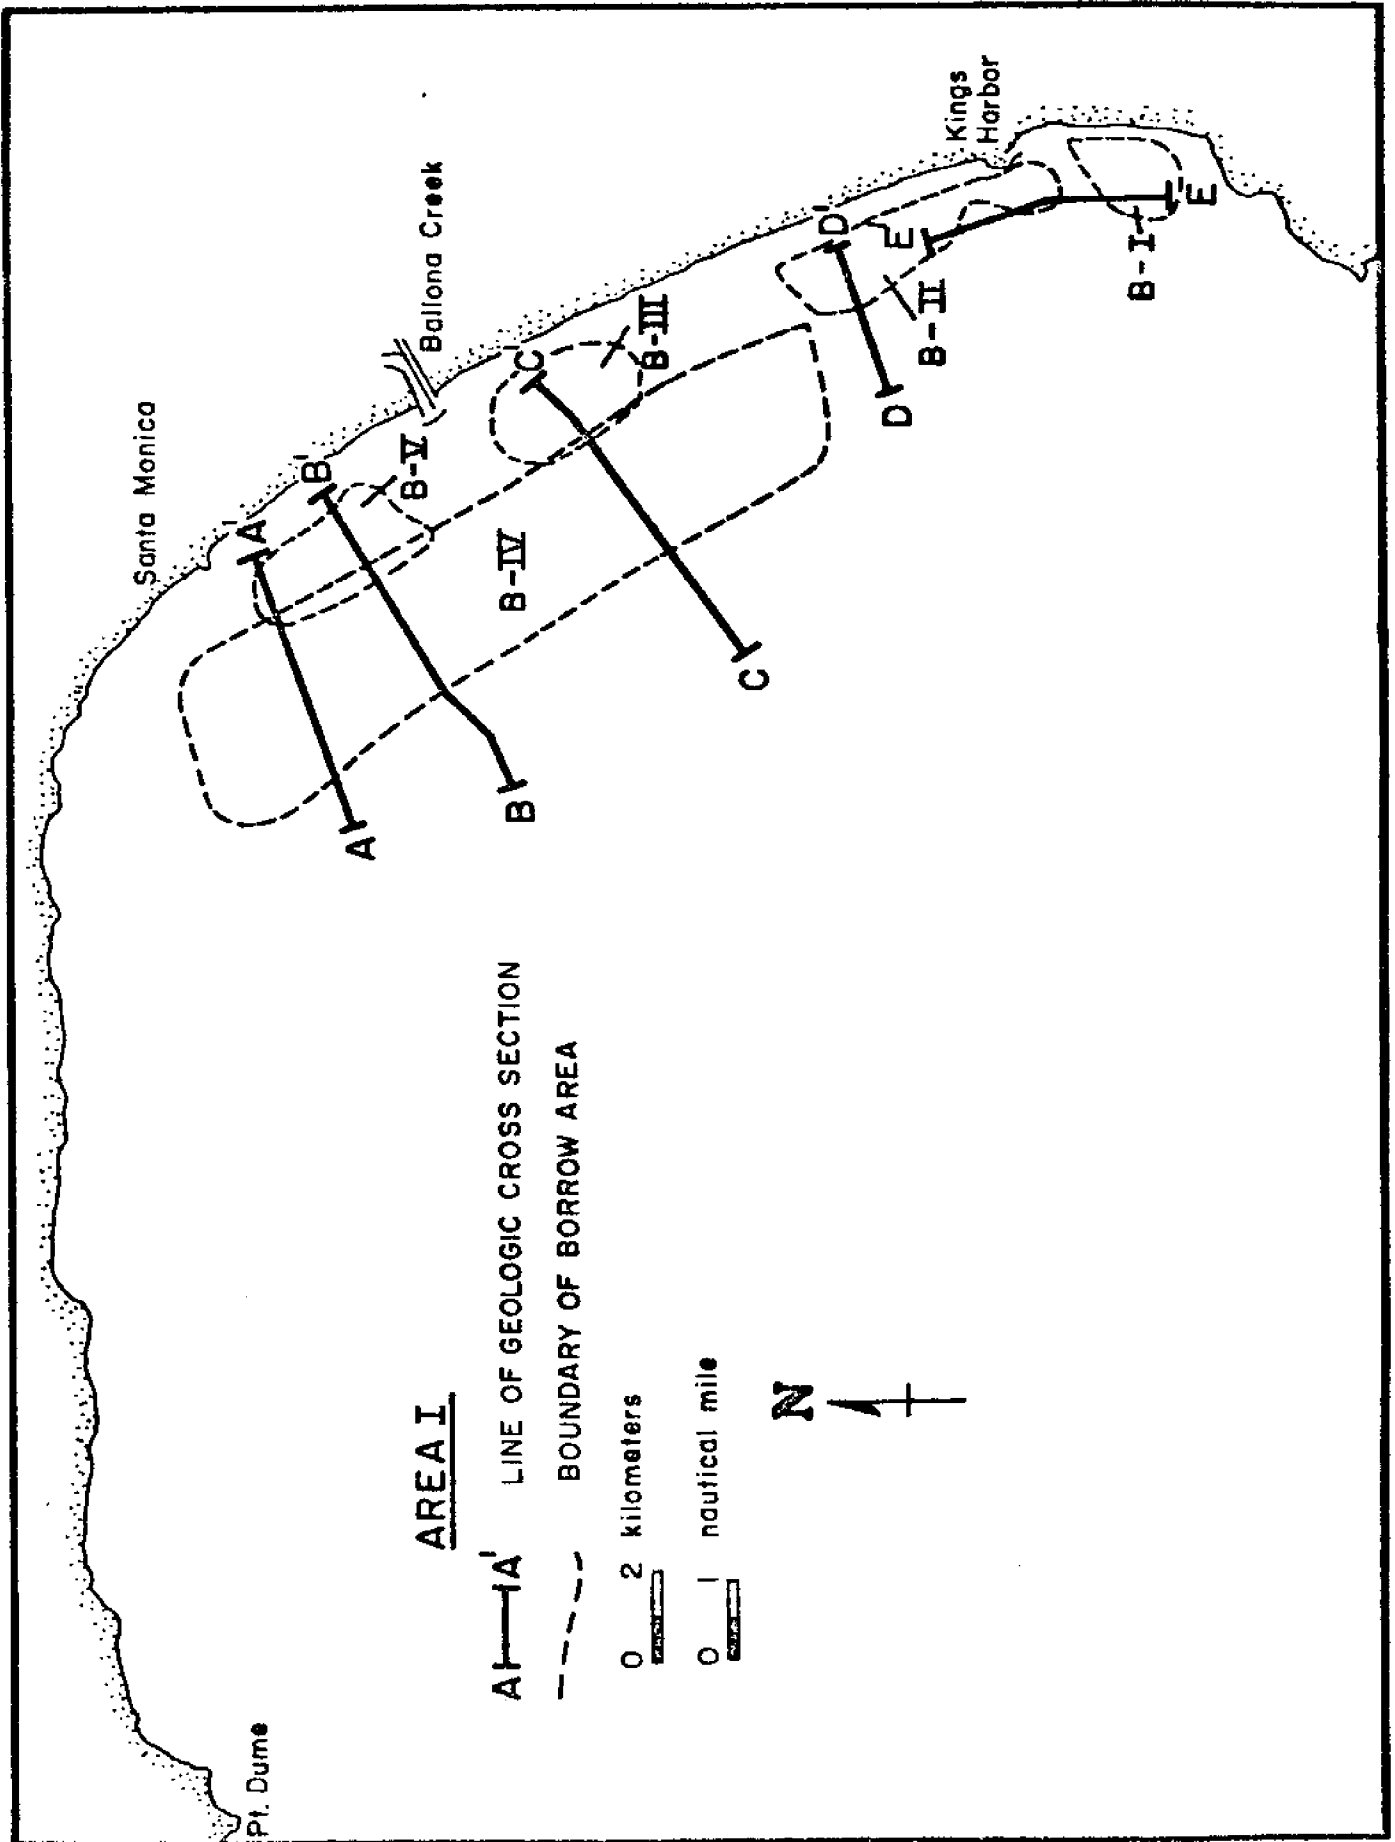 Santa Monica
Ballona Creek
Kings
Harbor
A
A'
B
B'
C
C'
D
D'
E
E'
B-V
B-IV
B-III
B-II
B-I
Pt. Dume
AREA I
A A' LINE OF GEOLOGIC CROSS SECTION
BOUNDARY OF BORROW AREA
0 2 kilometers
0 1 nautical mile
N